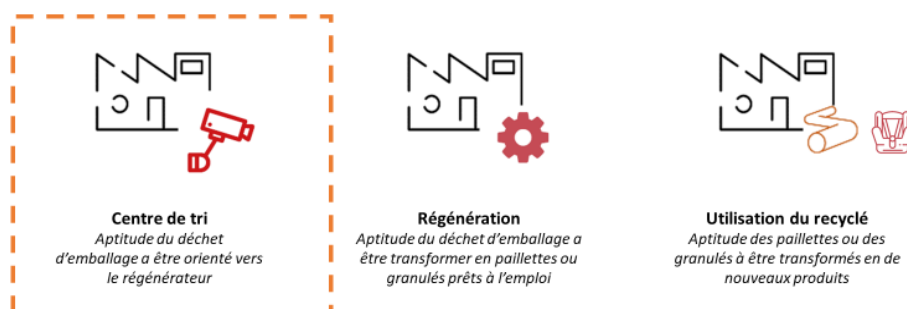 Centre de tri
Aptitude du déchet
d'emballage a être orienté vers
le régénérateur
Régénération
Aptitude du déchet d'emballage a
être transformer en paillettes ou
granulés prêts à l'emploi
Utilisation du recyclé
Aptitude des paillettes ou des
granulés à être transformés en de
nouveaux produits